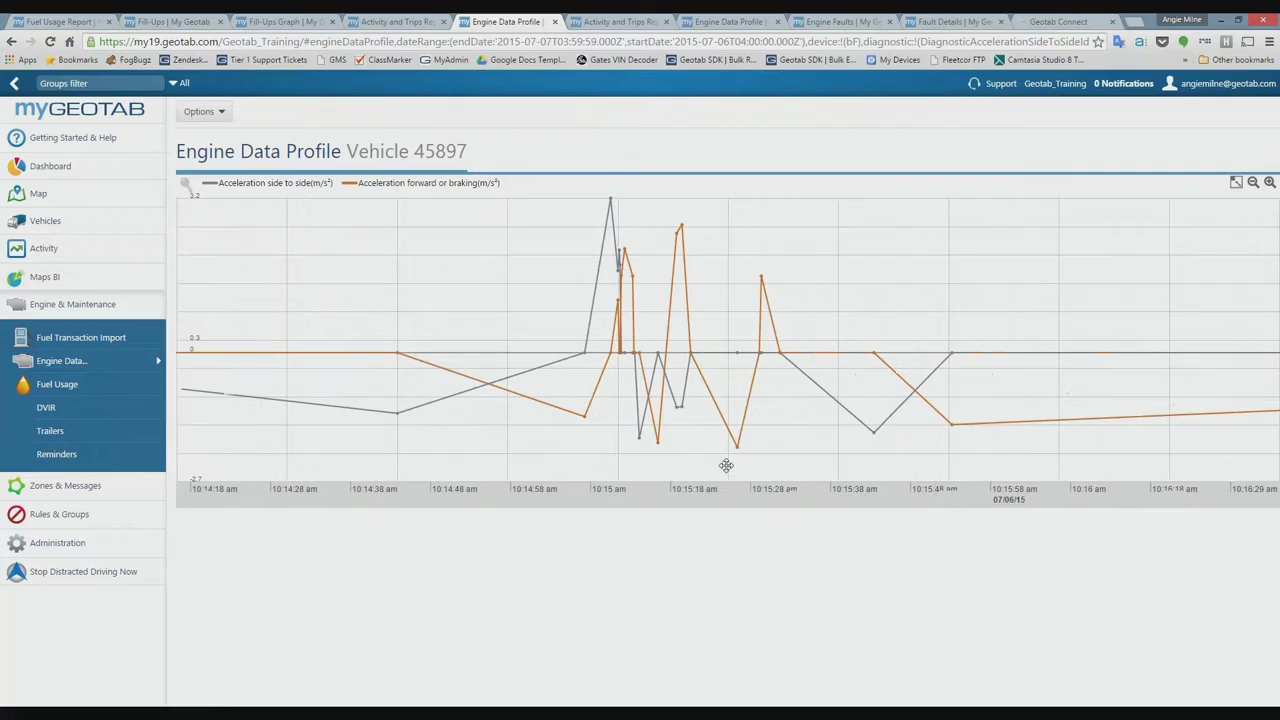 Fuel Usage Report |
Fill-Ups | My Geotab
Fill-Ups Graph | My G
Activity and Trips Rep
Engine Data Profile |
Activity and Trips Rep
Engine Data Profile |
Engine Faults | My Ge
Fault Details | My Geo
Geotab Connect
Angie Milne
https://my19.geotab.com/Geotab_Training/#engineDataProfile,dateRange:(endDate:'2015-07-07T03:59:59.000Z',startDate:'2015-07-06T04:00:00.000Z'),device:!(bF),diagnostic:!(DiagnosticAccelerationSideToSideId
Apps Bookmarks FogBugz Zendesk... Tier 1 Support Tick GMS ClassMarker MyAdmin Google Docs Templ... Gates VIN Decoder Geotab SDK | Bulk R... Geotab SDK | Bulk E... My Devices Fleetcor FTP Camtasia Studio 8 T... » Other bookmarks
Groups filter All Support Geotab_Training 0 Notifications angiemilne@geotab.com
myGEOTAB
Options
Getting Started & Help
Dashboard
Map
Vehicles
Activity
Maps BI
Engine & Maintenance
Fuel Transaction Import
Engine Data...
Fuel Usage
DVIR
Trailers
Reminders
Zones & Messages
Rules & Groups
Administration
Stop Distracted Driving Now
Engine Data Profile Vehicle 45897
Acceleration side to side(m/s²) Acceleration forward or braking(m/s²)
3.2
0.3
0
-2.7
10:14:18 am 10:14:28 am 10:14:38 am 10:14:48 am 10:14:58 am 10:15 am 10:15:18 am 10:15:28 am 10:15:38 am 10:15:48 am 10:15:58 am 10:16 am 10:16:18 am 10:16:29 am
07/06/15